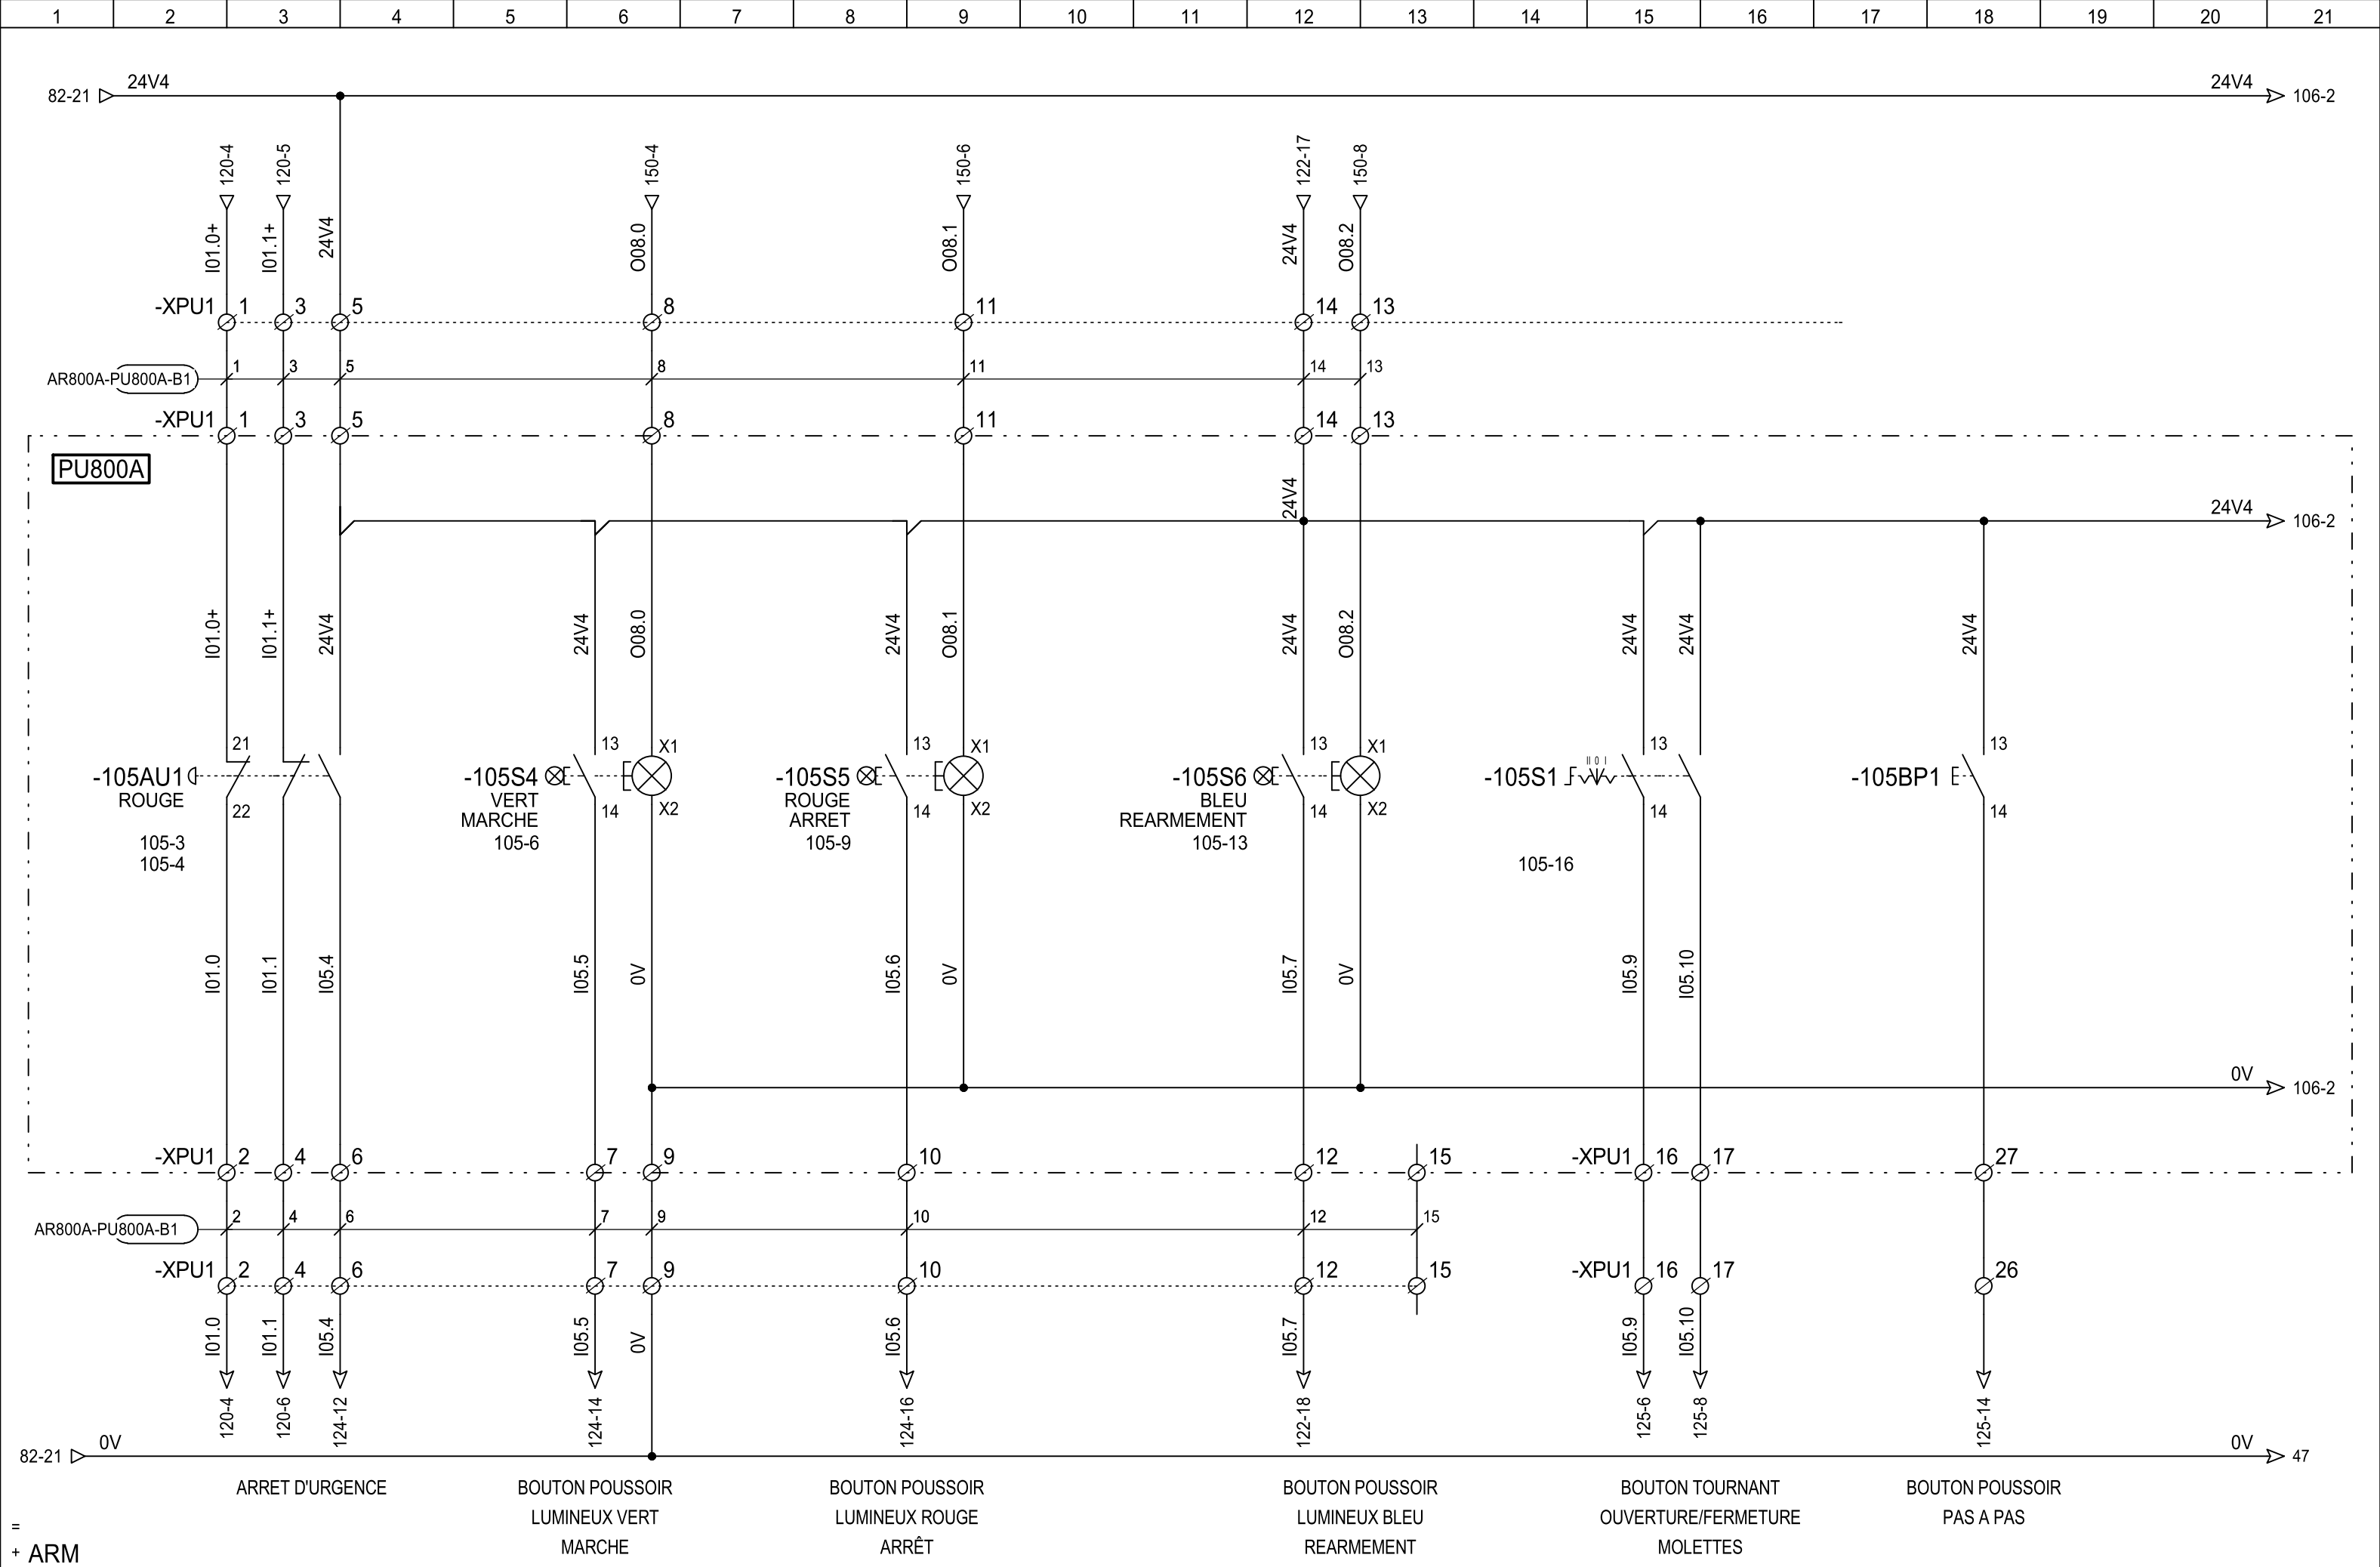 1 2 3 4 5 6 7 8 9 10 11 12 13 14 15 16 17 18 19 20 21
82-21 24V4 24V4 106-2
120-4 120-5 150-4 150-6 122-17 150-8
I01.0+ I01.1+ 24V4 O08.0 O08.1 24V4 O08.2
-XPU1 1 3 5 8 11 14 13
AR800A-PU800A-B1 1 3 5 8 11 14 13
-XPU1 1 3 5 8 11 14 13
PU800A
24V4
24V4 106-2
I01.0+ I01.1+ 24V4 24V4 O08.0 24V4 O08.1 24V4 O08.2 24V4 24V4 24V4
21 13 X1 13 X1 13 X1 13 13
II 0 I
-105AU1 -105S4 -105S5 -105S6 -105S1 -105BP1
ROUGE VERT ROUGE BLEU
22 14 X2 14 X2 14 X2 14 14
MARCHE ARRET REARMEMENT
105-3 105-6 105-9 105-13
105-4 105-16
I01.0 I01.1 I05.4 I05.5 0V I05.6 0V I05.7 0V I05.9 I05.10
0V 106-2
-XPU1 2 4 6 7 9 10 12 15 -XPU1 16 17 27
AR800A-PU800A-B1 2 4 6 7 9 10 12 15
-XPU1 2 4 6 7 9 10 12 15 -XPU1 16 17 26
I01.0 I01.1 I05.4 I05.5 0V I05.6 I05.7 I05.9 I05.10
120-4 120-6 124-12 124-14 124-16 122-18 125-6 125-8 125-14
82-21 0V 0V 47
ARRET D'URGENCE BOUTON POUSSOIR BOUTON POUSSOIR BOUTON POUSSOIR BOUTON TOURNANT BOUTON POUSSOIR
LUMINEUX VERT LUMINEUX ROUGE LUMINEUX BLEU OUVERTURE/FERMETURE PAS A PAS
=
MARCHE ARRÊT REARMEMENT MOLETTES
+ ARM